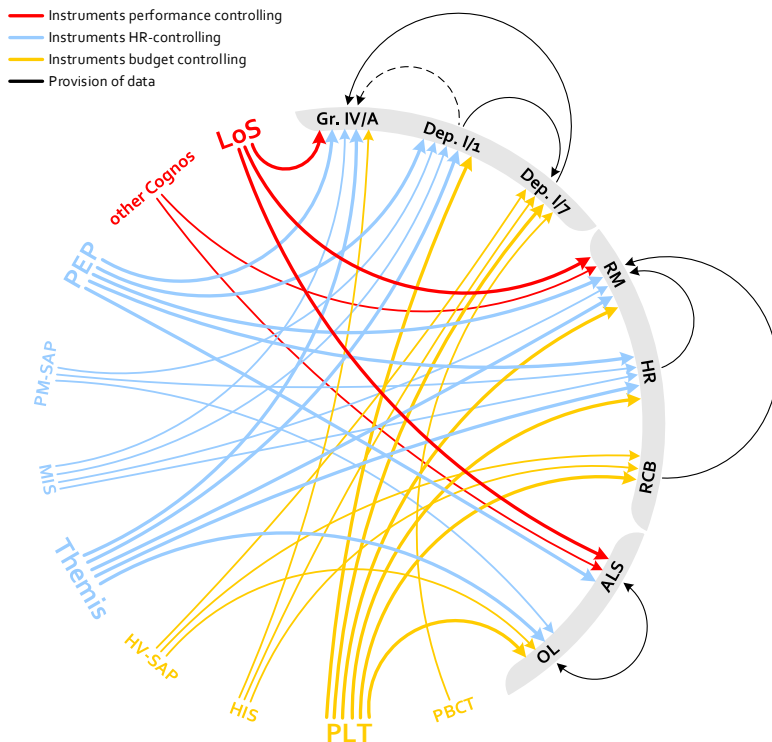 Instruments performance controlling
Instruments HR-controlling
Instruments budget controlling
Provision of data
Gr. IV/A
Dep. I/1
Dep. I/7
RM
HR
RCB
ALS
OL
LoS
other Cognos
PEP
PM-SAP
MIS
Themis
HV-SAP
HIS
PLT
PBCT